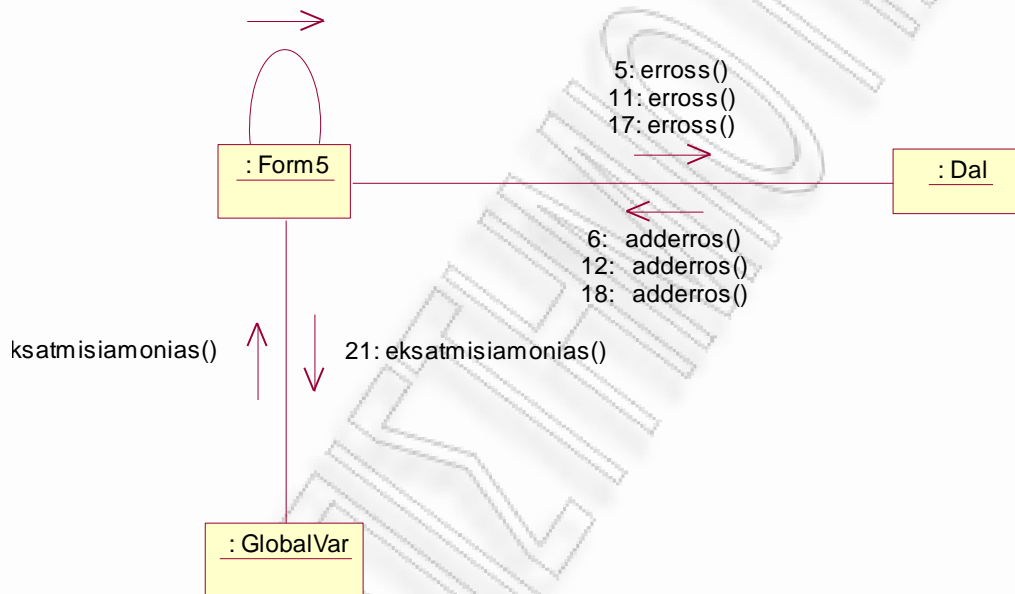 5: erross()
11: erross()
17: erross()
: Form5
: Dal
6: adderros()
12: adderros()
18: adderros()
ksatmisiamonias()
21: eksatmisiamonias()
: GlobalVar